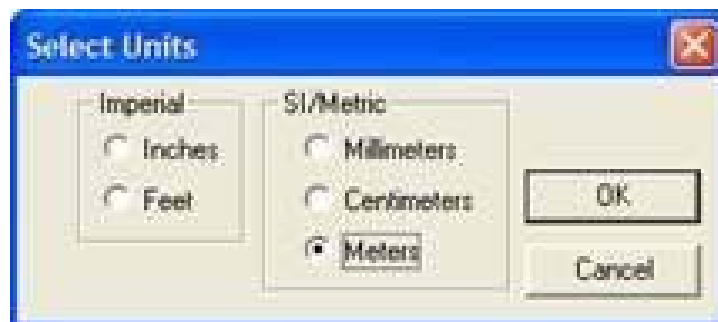 Select Units
Imperial
Inches
Feet
SI/Metric
Millimeters
Centimeters
Meters
OK
Cancel